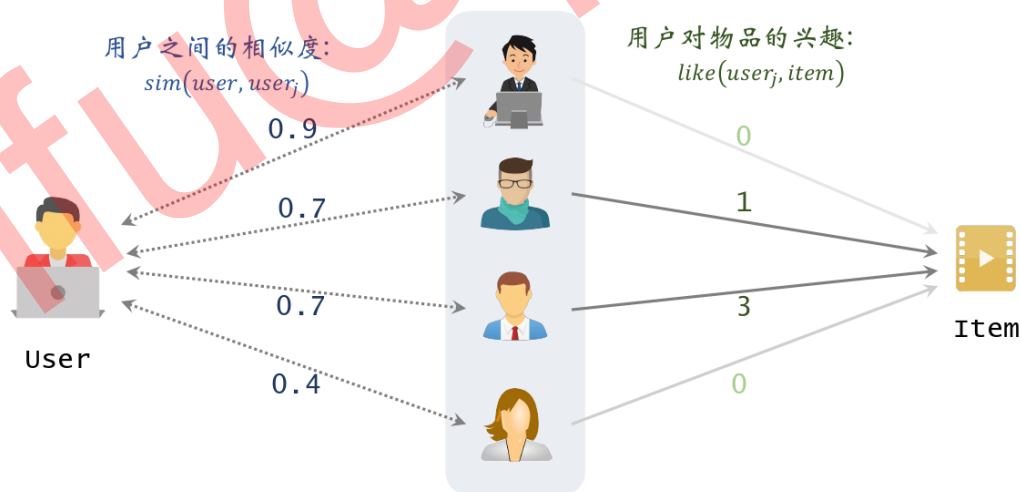 用户之间的相似度:
sim(user, userⱼ)
用户对物品的兴趣:
like(userⱼ, item)
0.9
0
0.7
1
0.7
3
0.4
0
User
Item